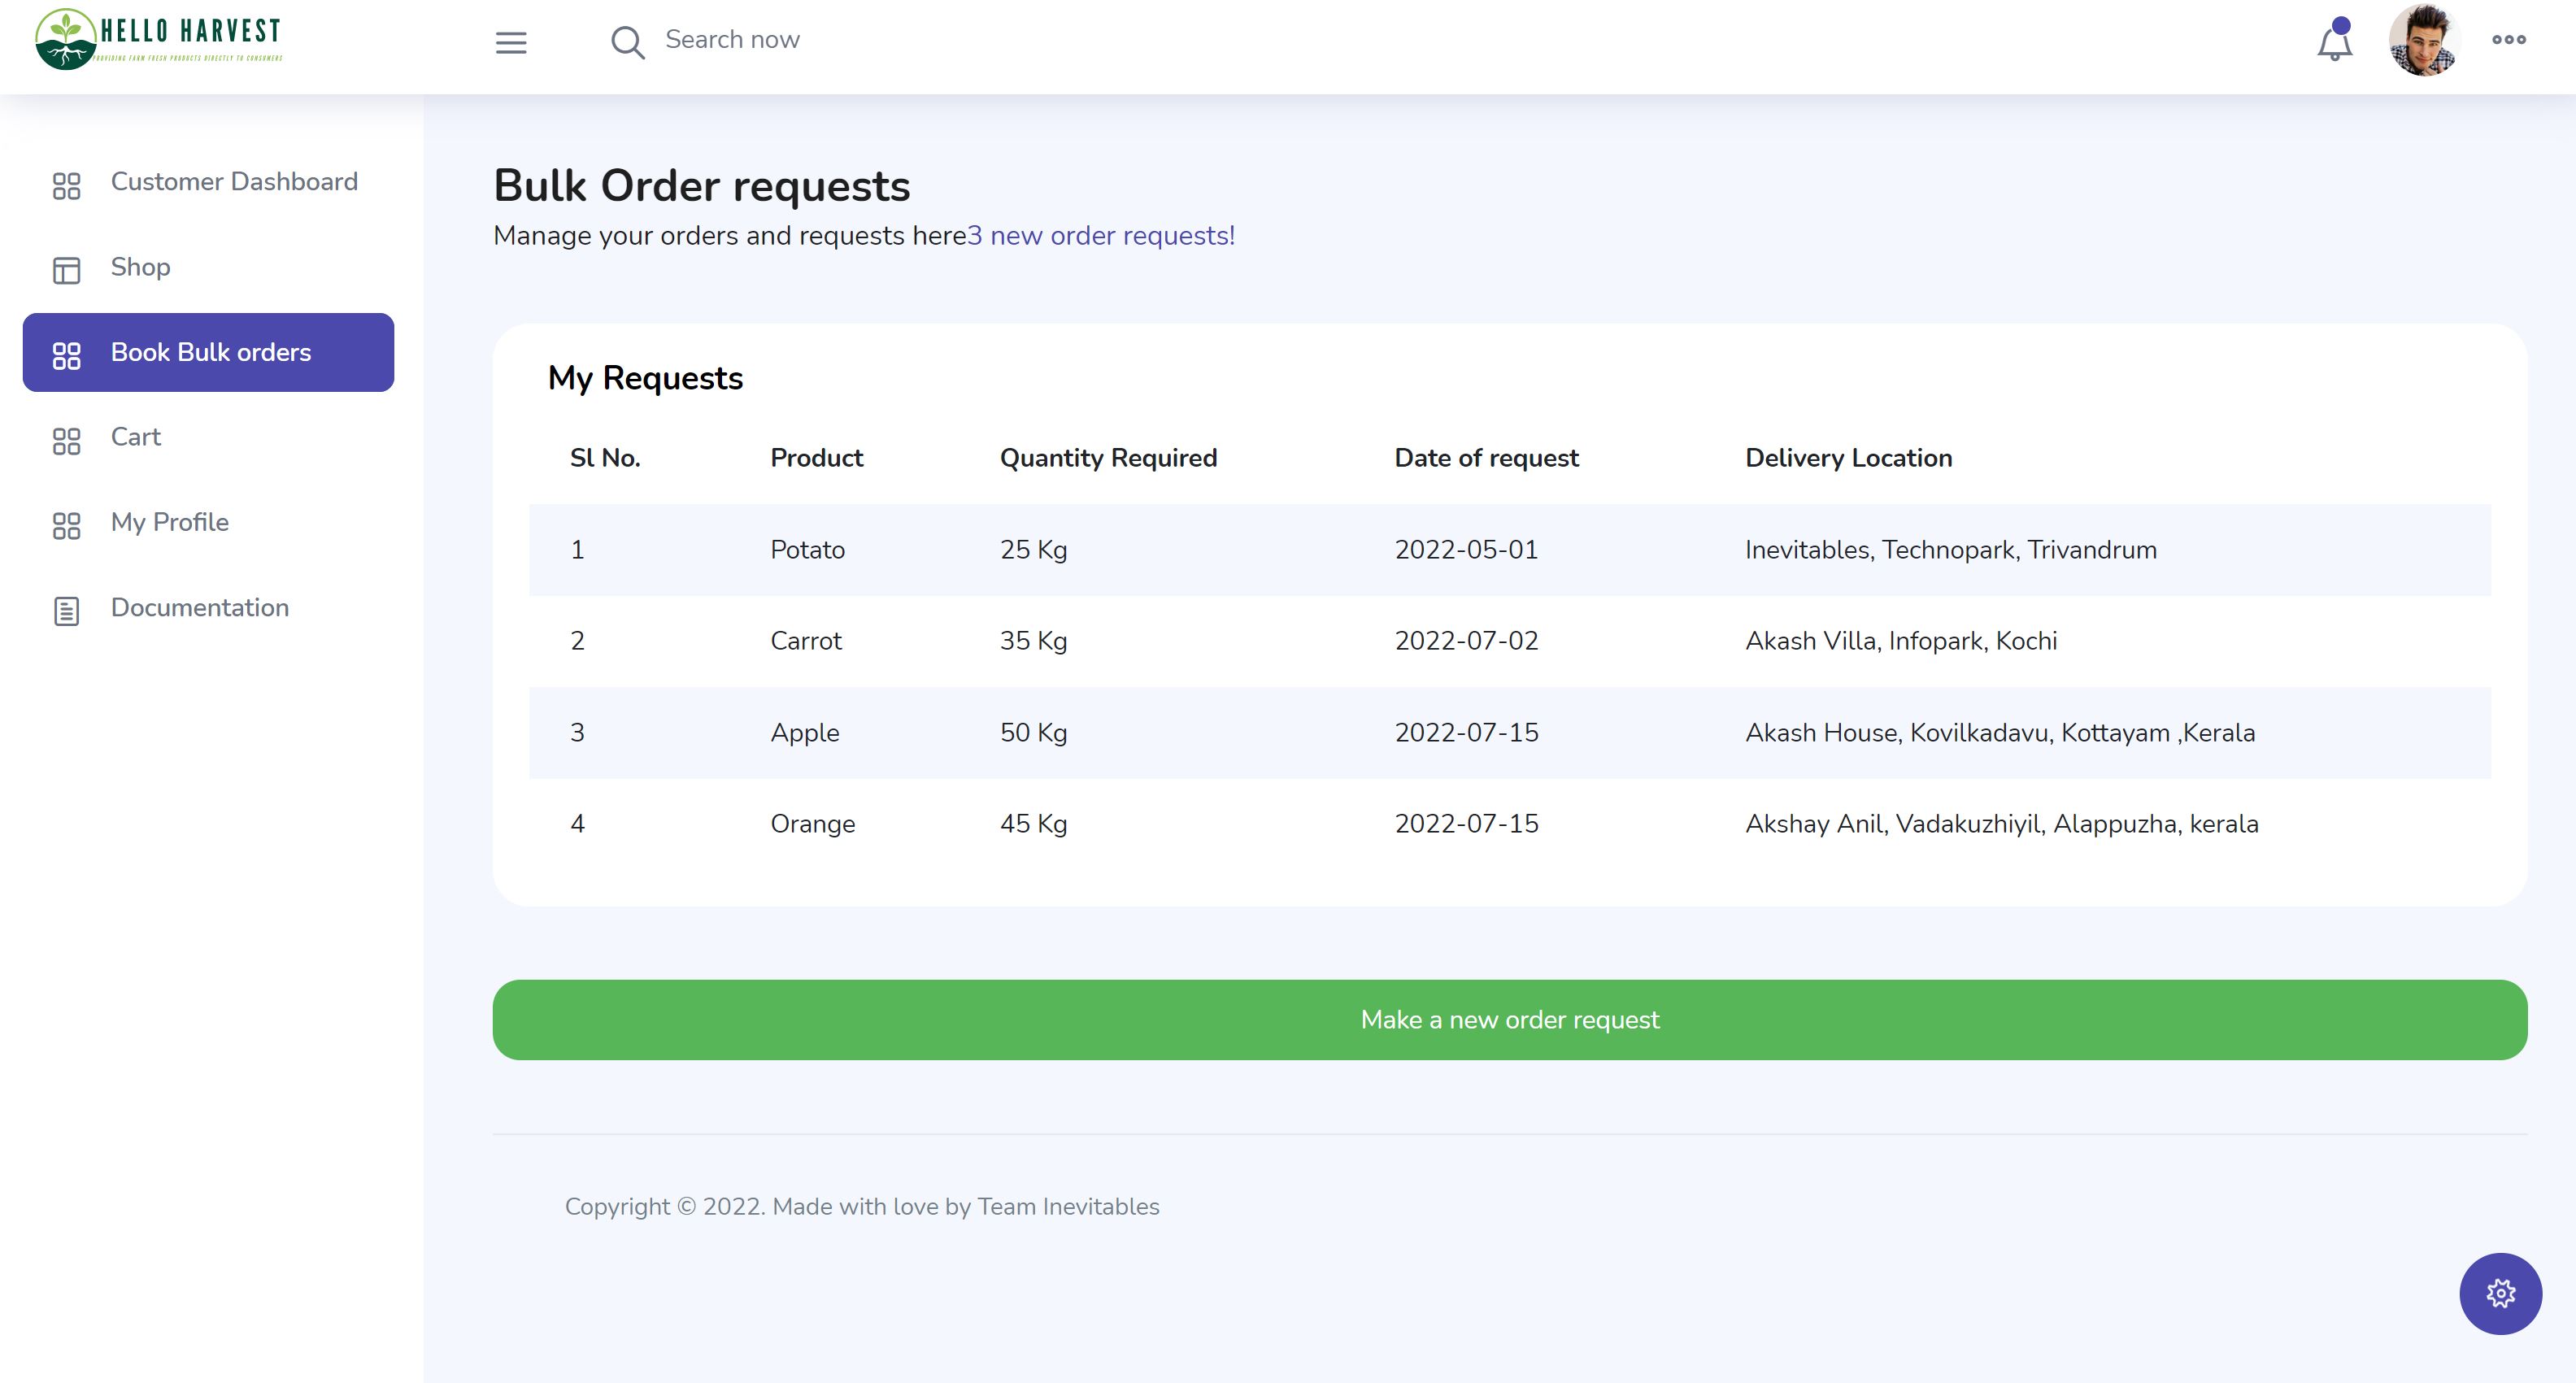 HELLO HARVEST
PROVIDING FARM FRESH PRODUCTS DIRECTLY TO CONSUMERS
Search now
Customer Dashboard
Shop
Book Bulk orders
Cart
My Profile
Documentation
Bulk Order requests
Manage your orders and requests here3 new order requests!
My Requests
Sl No. Product Quantity Required Date of request Delivery Location
1 Potato 25 Kg 2022-05-01 Inevitables, Technopark, Trivandrum
2 Carrot 35 Kg 2022-07-02 Akash Villa, Infopark, Kochi
3 Apple 50 Kg 2022-07-15 Akash House, Kovilkadavu, Kottayam ,Kerala
4 Orange 45 Kg 2022-07-15 Akshay Anil, Vadakuzhiyil, Alappuzha, kerala
Make a new order request
Copyright © 2022. Made with love by Team Inevitables